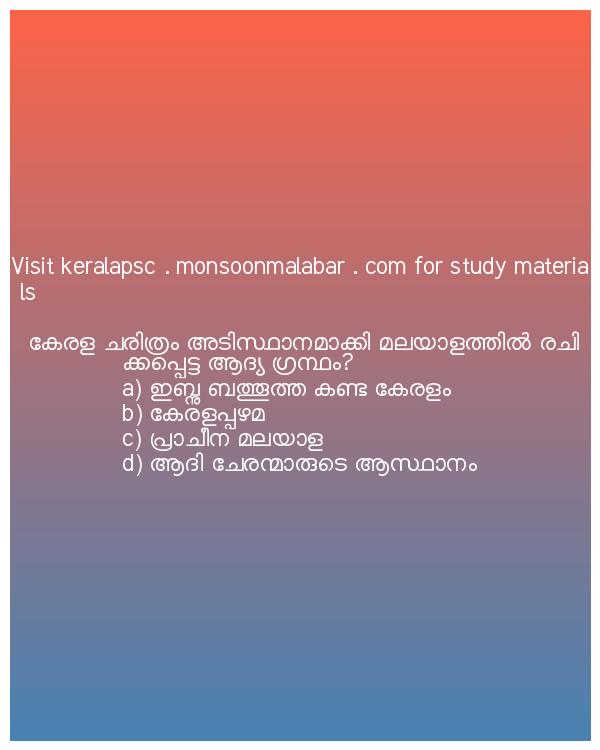 Visit keralapsc . monsoonmalabar . com for study materia
ls
കേരള ചരിത്രം അടിസ്ഥാനമാക്കി മലയാളത്തിൽ രചി
ക്കപ്പെട്ട ആദ്യ ഗ്രന്ഥം?
a) ഇബ്നു ബത്തൂത്ത കണ്ട കേരളം
b) കേരളപ്പഴമ
c) പ്രാചീന മലയാള
d) ആദി ചേരന്മാരുടെ ആസ്ഥാനം